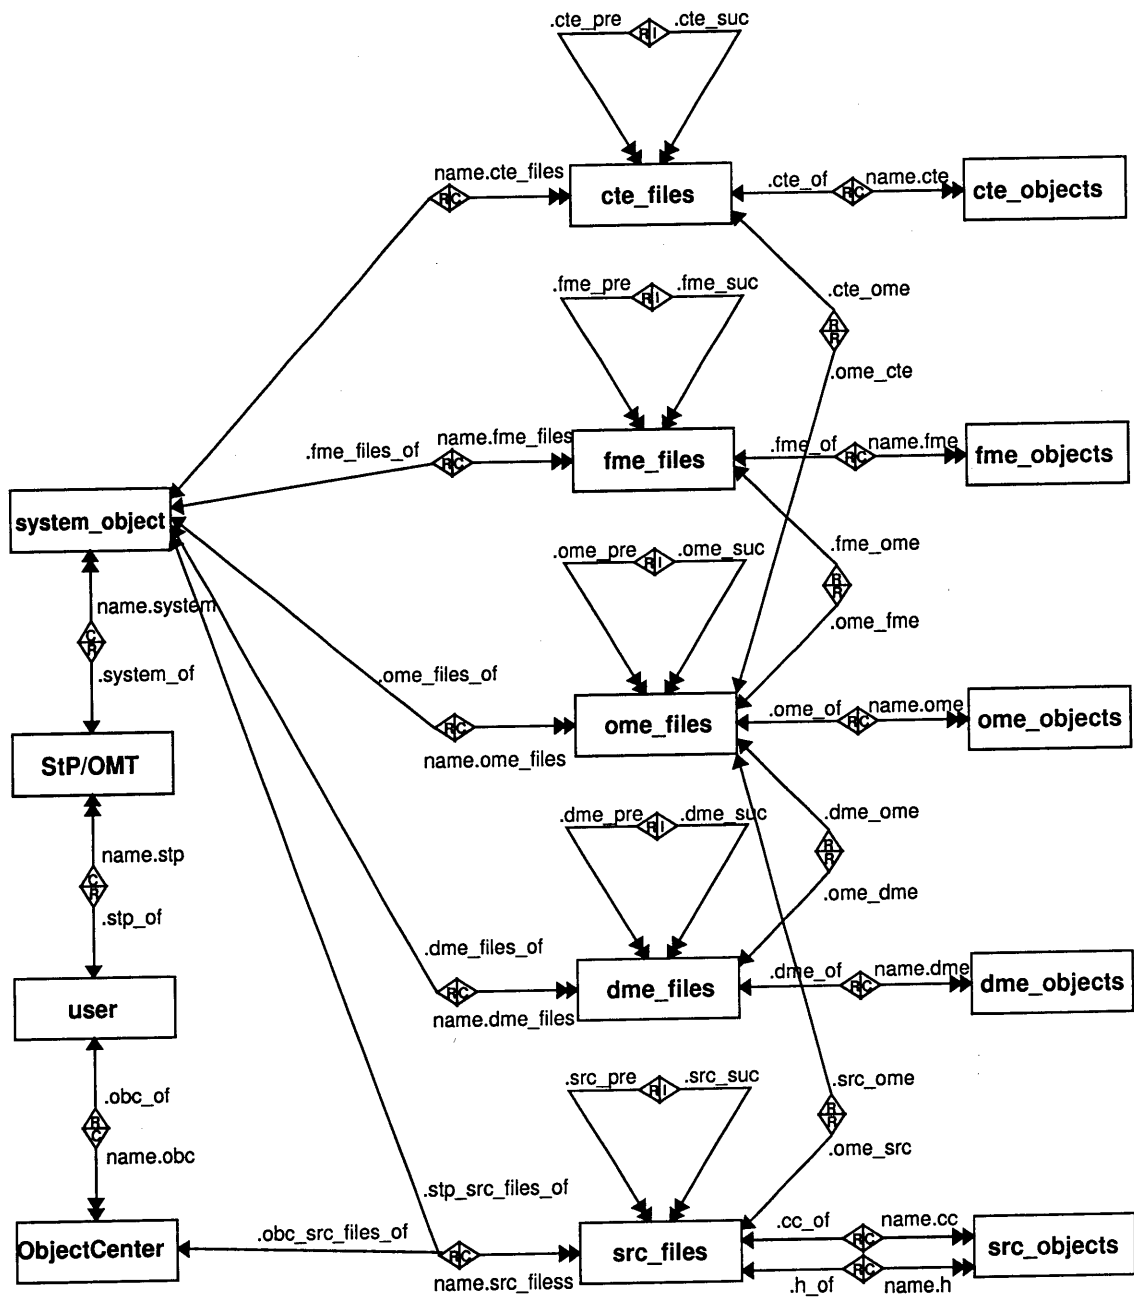 .cte_pre
R I
.cte_suc
name.cte_files
R C
cte_files
.cte_of
R C
name.cte
cte_objects
.fme_pre
R I
.fme_suc
.cte_ome
R
R
.ome_cte
.fme_files_of
R C
name.fme_files
fme_files
.fme_of
R C
name.fme
fme_objects
system_object
.ome_pre
R I
.ome_suc
.fme_ome
R
R
.ome_fme
name.system
C
R
.system_of
.ome_files_of
R C
name.ome_files
ome_files
.ome_of
R C
name.ome
ome_objects
StP/OMT
.dme_pre
R I
.dme_suc
.dme_ome
R
R
.ome_dme
name.stp
C
R
.stp_of
.dme_files_of
R C
name.dme_files
dme_files
.dme_of
R C
name.dme
dme_objects
user
.src_pre
R I
.src_suc
.src_ome
R
R
.ome_src
.obc_of
R
C
name.obc
.stp_src_files_of
ObjectCenter
.obc_src_files_of
R C
name.src_filess
src_files
.cc_of
R C
name.cc
.h_of
R C
name.h
src_objects